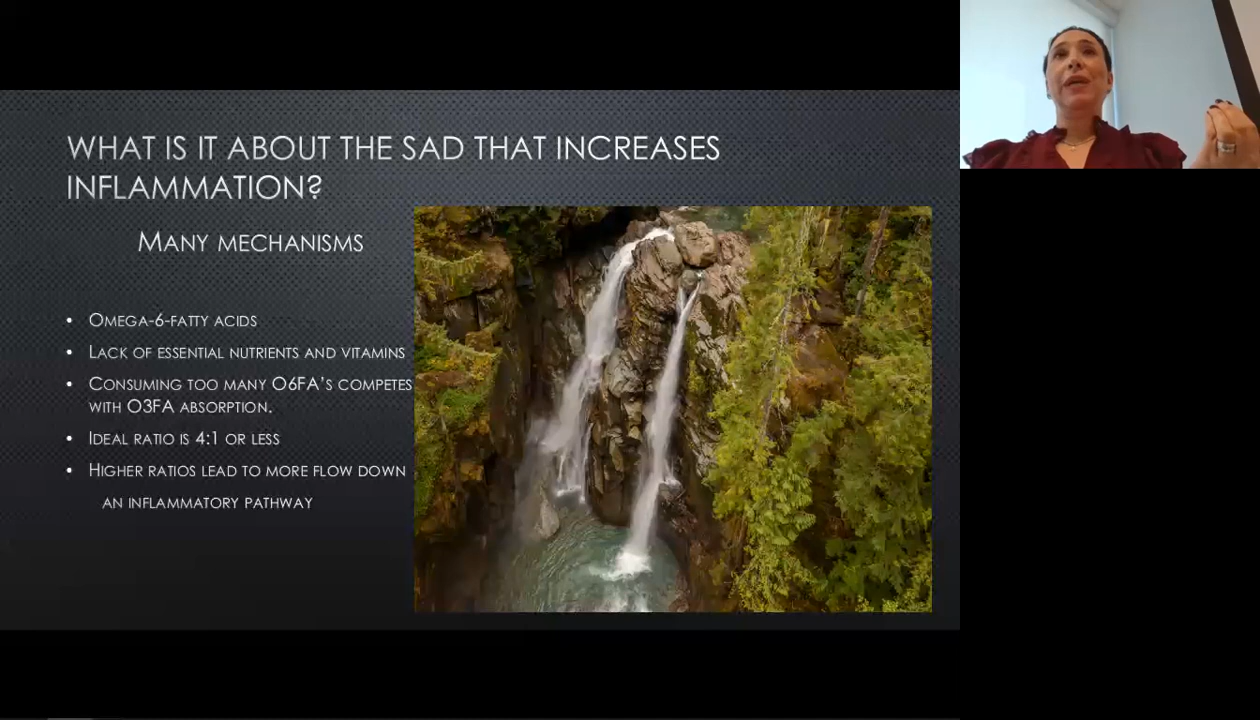 WHAT IS IT ABOUT THE SAD THAT INCREASES
INFLAMMATION?
MANY MECHANISMS
• OMEGA-6-FATTY ACIDS
• LACK OF ESSENTIAL NUTRIENTS AND VITAMINS
• CONSUMING TOO MANY O6FA'S COMPETES
WITH O3FA ABSORPTION.
• IDEAL RATIO IS 4:1 OR LESS
• HIGHER RATIOS LEAD TO MORE FLOW DOWN
AN INFLAMMATORY PATHWAY